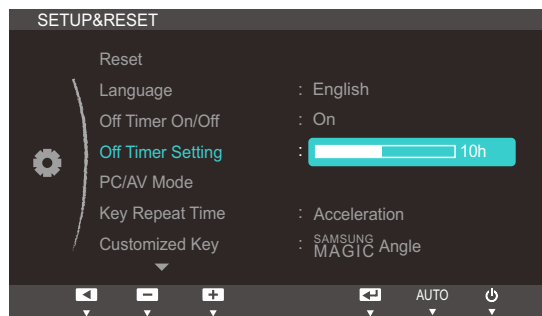 SETUP&RESET
Reset
Language : English
Off Timer On/Off : On
Off Timer Setting : 10h
PC/AV Mode
Key Repeat Time : Acceleration
Customized Key : SAMSUNG MAGIC Angle
AUTO